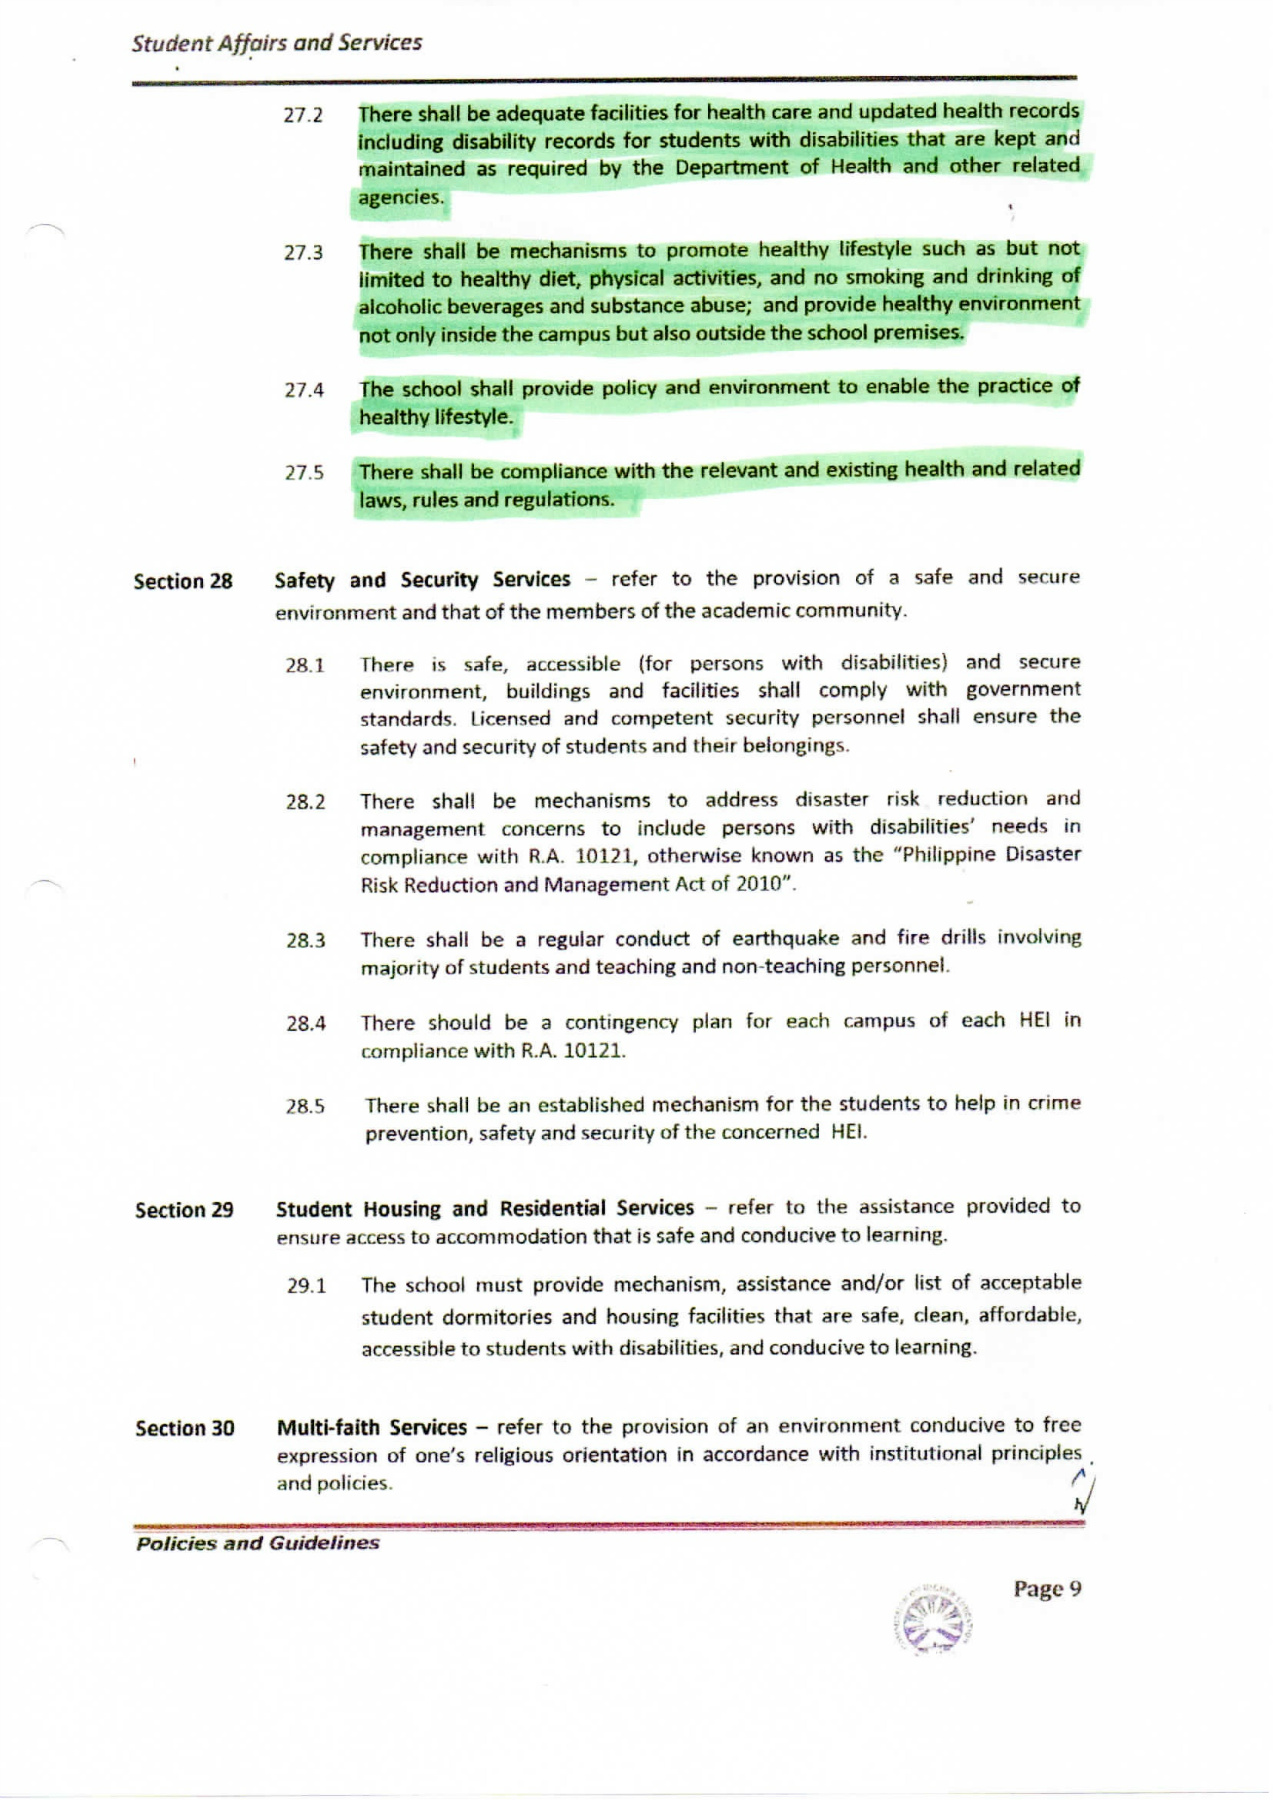 Student Affairs and Services
27.2 There shall be adequate facilities for health care and updated health records
including disability records for students with disabilities that are kept and
maintained as required by the Department of Health and other related
agencies.
27.3 There shall be mechanisms to promote healthy lifestyle such as but not
limited to healthy diet, physical activities, and no smoking and drinking of
alcoholic beverages and substance abuse; and provide healthy environment
not only inside the campus but also outside the school premises.
27.4 The school shall provide policy and environment to enable the practice of
healthy lifestyle.
27.5 There shall be compliance with the relevant and existing health and related
laws, rules and regulations.
Section 28 Safety and Security Services – refer to the provision of a safe and secure
environment and that of the members of the academic community.
28.1 There is safe, accessible (for persons with disabilities) and secure
environment, buildings and facilities shall comply with government
standards. Licensed and competent security personnel shall ensure the
safety and security of students and their belongings.
28.2 There shall be mechanisms to address disaster risk reduction and
management concerns to include persons with disabilities' needs in
compliance with R.A. 10121, otherwise known as the "Philippine Disaster
Risk Reduction and Management Act of 2010".
28.3 There shall be a regular conduct of earthquake and fire drills involving
majority of students and teaching and non-teaching personnel.
28.4 There should be a contingency plan for each campus of each HEI in
compliance with R.A. 10121.
28.5 There shall be an established mechanism for the students to help in crime
prevention, safety and security of the concerned HEI.
Section 29 Student Housing and Residential Services – refer to the assistance provided to
ensure access to accommodation that is safe and conducive to learning.
29.1 The school must provide mechanism, assistance and/or list of acceptable
student dormitories and housing facilities that are safe, clean, affordable,
accessible to students with disabilities, and conducive to learning.
Section 30 Multi-faith Services – refer to the provision of an environment conducive to free
expression of one's religious orientation in accordance with institutional principles
and policies.
Policies and Guidelines
Page 9